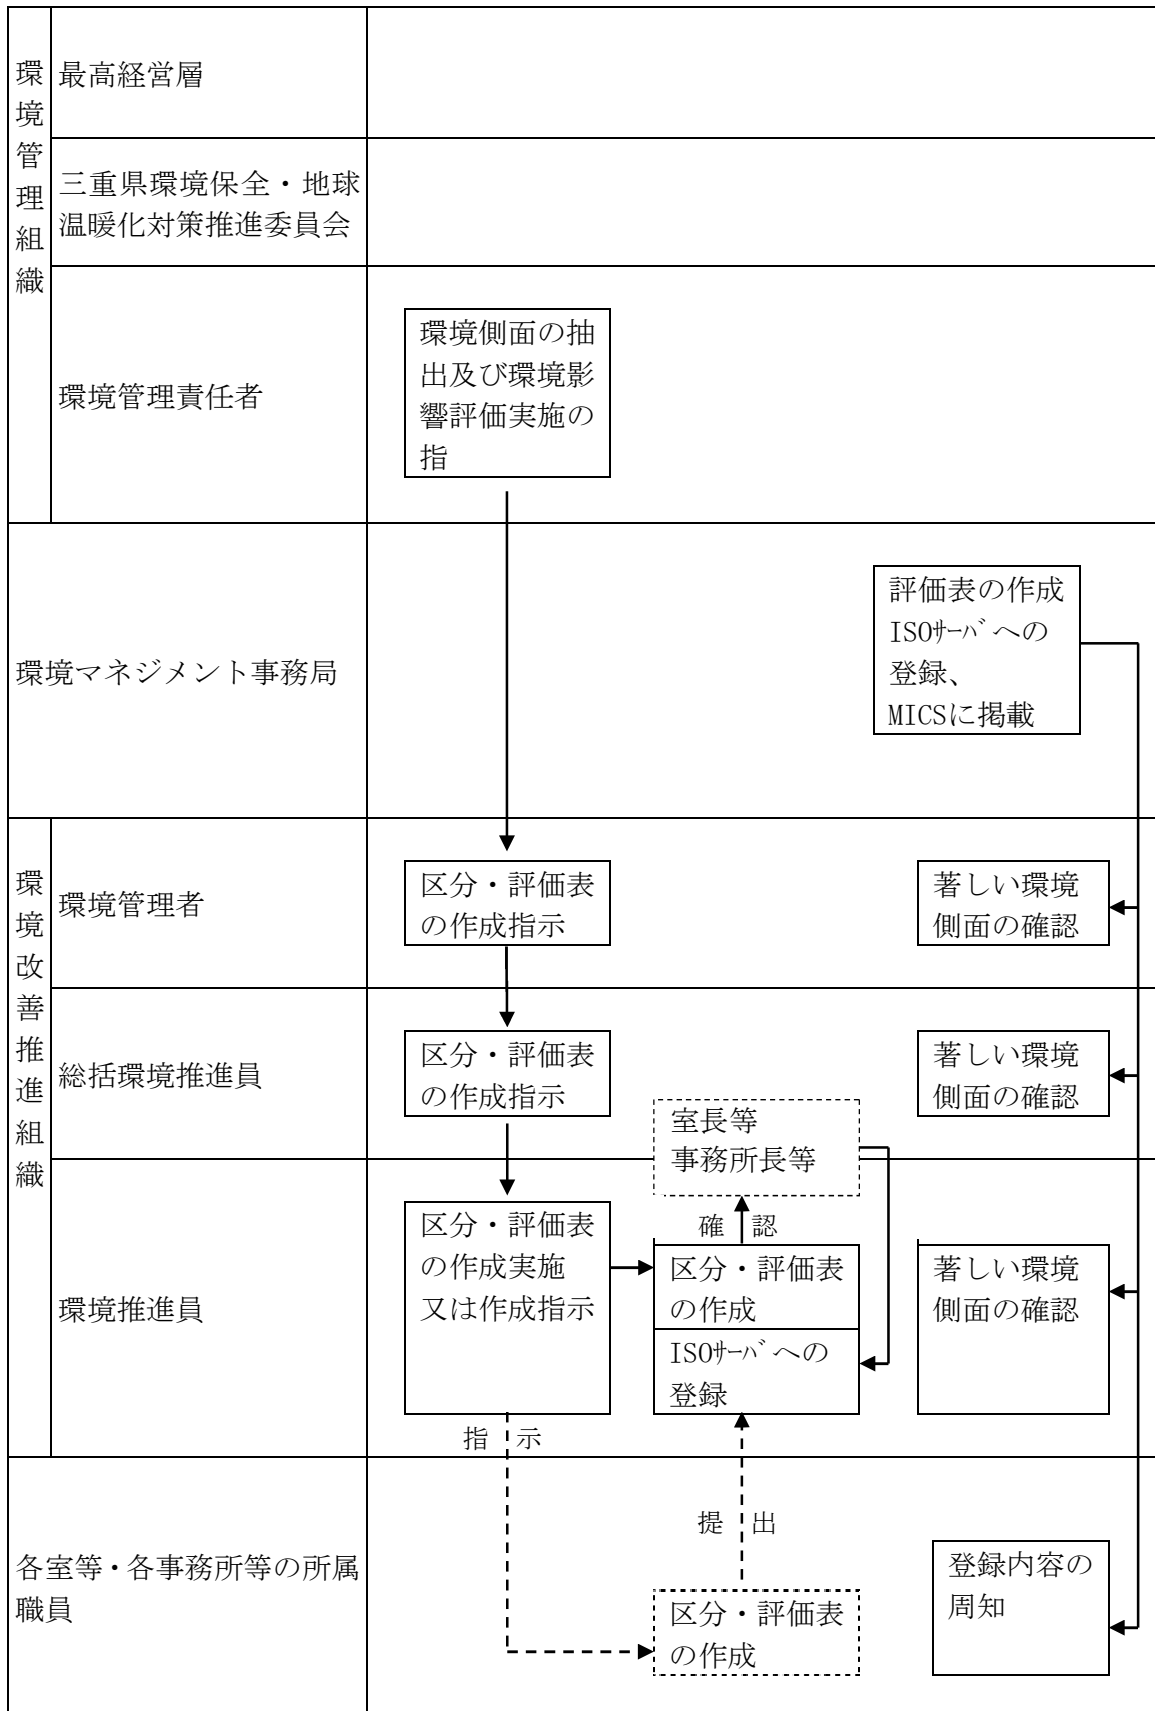 環境管理組織
最高経営層
三重県環境保全・地球
温暖化対策推進委員会
環境管理責任者
環境側面の抽
出及び環境影
響評価実施の
指
環境マネジメント事務局
評価表の作成
ISOｻｰﾊﾞへの
登録、
MICSに掲載
環境改善推進組織
環境管理者
区分・評価表
の作成指示
著しい環境
側面の確認
総括環境推進員
区分・評価表
の作成指示
著しい環境
側面の確認
室長等
事務所長等
環境推進員
区分・評価表
の作成実施
又は作成指示
確 認
区分・評価表
の作成
ISOｻｰﾊﾞへの
登録
著しい環境
側面の確認
指 示
提 出
各室等・各事務所等の所属
職員
区分・評価表
の作成
登録内容の
周知